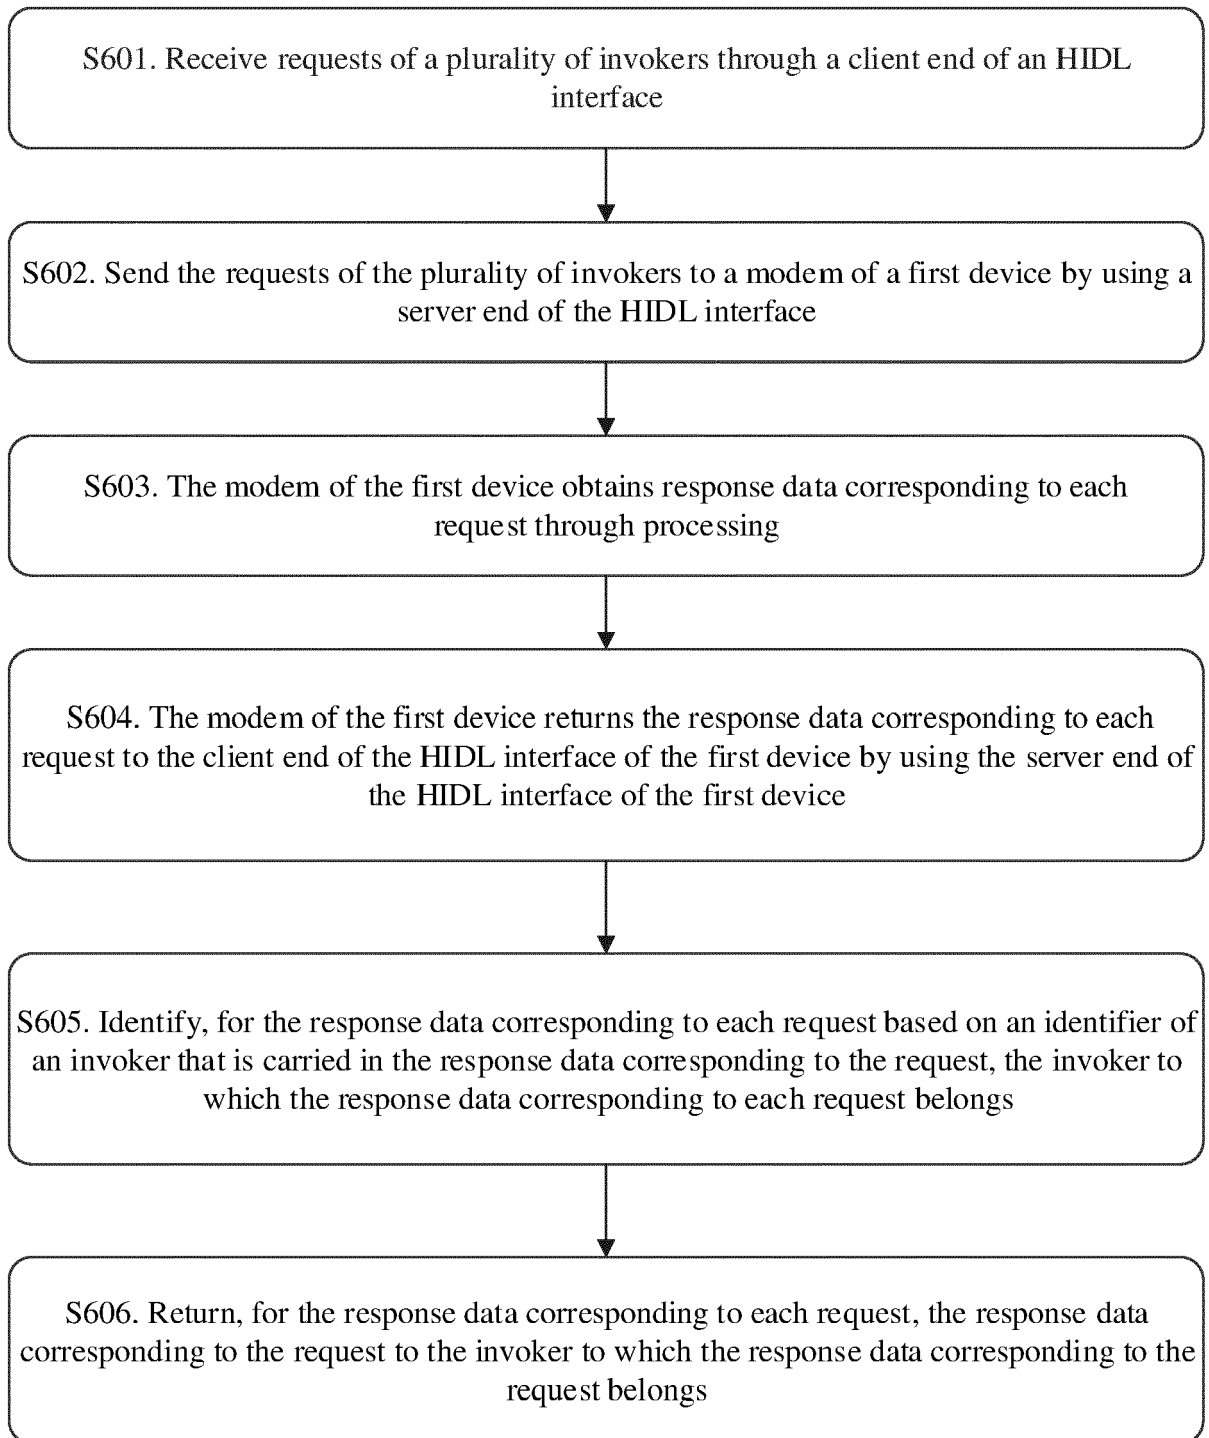 S601. Receive requests of a plurality of invokers through a client end of an HIDL
interface
S602. Send the requests of the plurality of invokers to a modem of a first device by using a
server end of the HIDL interface
S603. The modem of the first device obtains response data corresponding to each
request through processing
S604. The modem of the first device returns the response data corresponding to each
request to the client end of the HIDL interface of the first device by using the server end of
the HIDL interface of the first device
S605. Identify, for the response data corresponding to each request based on an identifier of
an invoker that is carried in the response data corresponding to the request, the invoker to
which the response data corresponding to each request belongs
S606. Return, for the response data corresponding to each request, the response data
corresponding to the request to the invoker to which the response data corresponding to the
request belongs